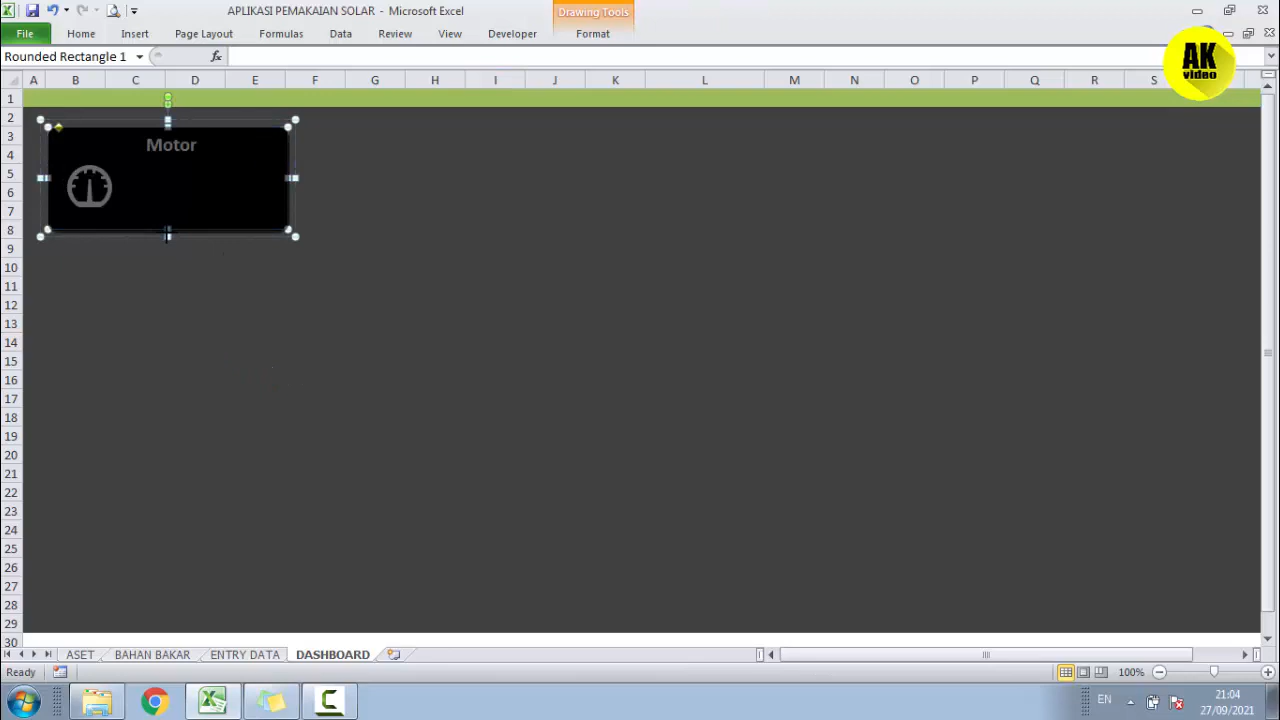 APLIKASI PEMAKAIAN SOLAR - Microsoft Excel
Drawing Tools
File Home Insert Page Layout Formulas Data Review View Developer Format
AK
video
Rounded Rectangle 1 fx
A B C D E F G H I J K L M N O P Q R S
1
2
3
Motor
4
5
6
7
8
9
10
11
12
13
14
15
16
17
18
19
20
21
22
23
24
25
26
27
28
29
30
ASET BAHAN BAKAR ENTRY DATA DASHBOARD
Ready 100%
EN 21:04
27/09/2021